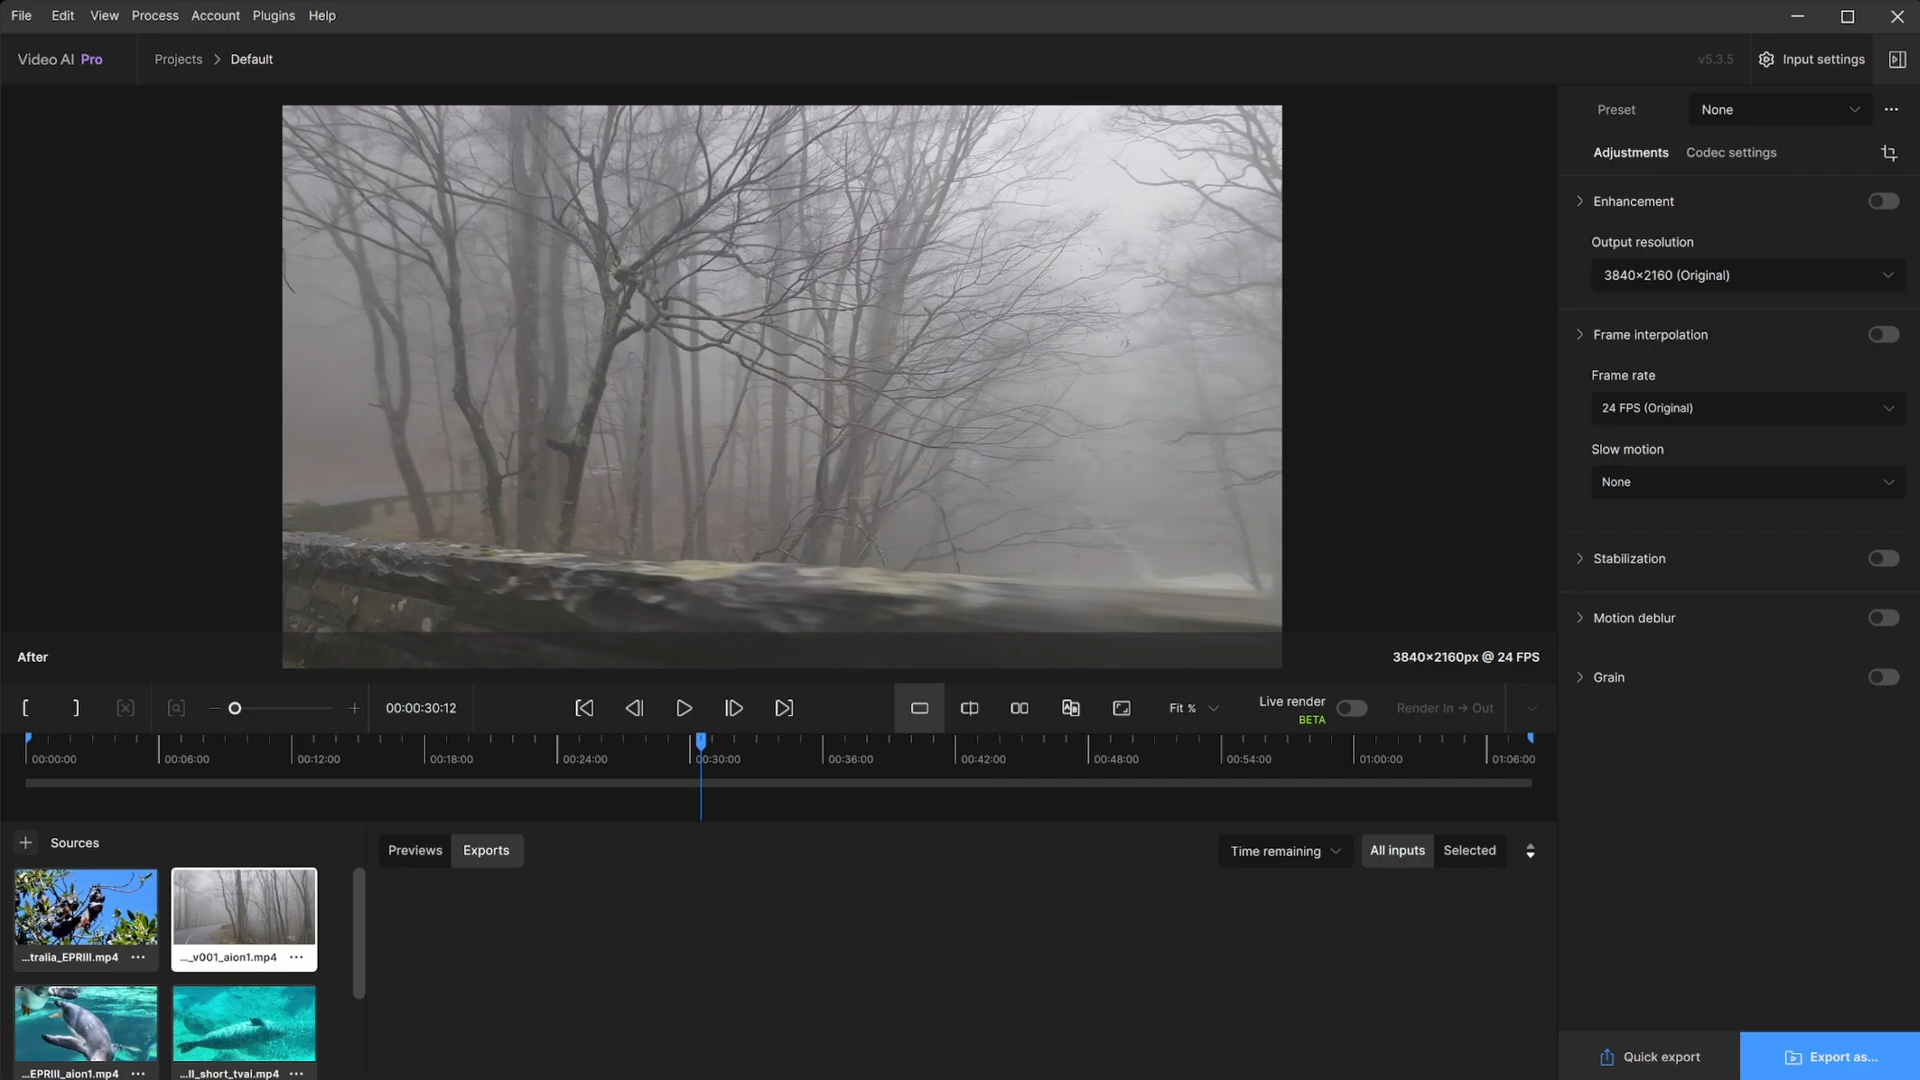 File Edit View Process Account Plugins Help
Video AI Pro Projects Default v5.3.5 Input settings
Preset None
Adjustments Codec settings
Enhancement
Output resolution
3840×2160 (Original)
Frame interpolation
Frame rate
24 FPS (Original)
Slow motion
None
Stabilization
Motion deblur
Grain
After 3840×2160px @ 24 FPS
00:00:30:12 Fit % Live render BETA Render In → Out
00:00:00 00:06:00 00:12:00 00:18:00 00:24:00 00:30:00 00:36:00 00:42:00 00:48:00 00:54:00 01:00:00 01:06:00
Sources Previews Exports Time remaining All inputs Selected
...tralia_EPRIII.mp4 ..._v001_aion1.mp4
...EPRIII_aion1.mp4 ...II_short_tvai.mp4
Quick export Export as...